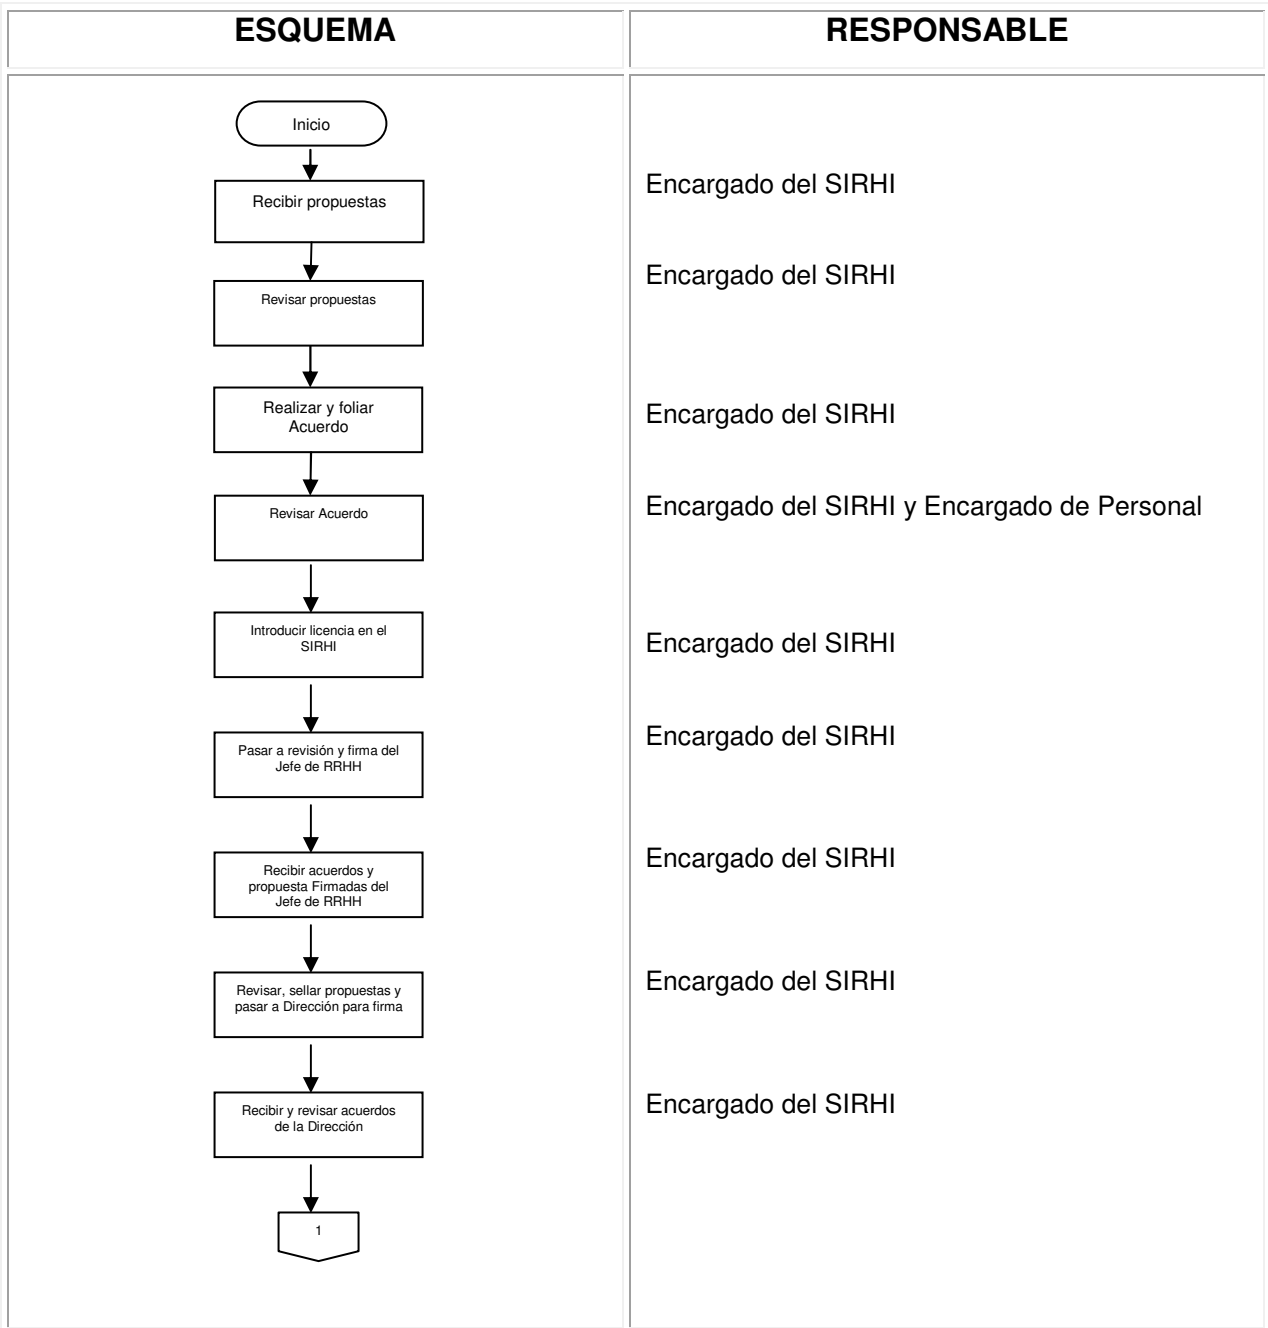 ESQUEMA
RESPONSABLE
Inicio
Recibir propuestas
Encargado del SIRHI
Revisar propuestas
Encargado del SIRHI
Realizar y foliar
Acuerdo
Encargado del SIRHI
Revisar Acuerdo
Encargado del SIRHI y Encargado de Personal
Introducir licencia en el
SIRHI
Encargado del SIRHI
Pasar a revisión y firma del
Jefe de RRHH
Encargado del SIRHI
Recibir acuerdos y
propuesta Firmadas del
Jefe de RRHH
Encargado del SIRHI
Revisar, sellar propuestas y
pasar a Dirección para firma
Encargado del SIRHI
Recibir y revisar acuerdos
de la Dirección
Encargado del SIRHI
1